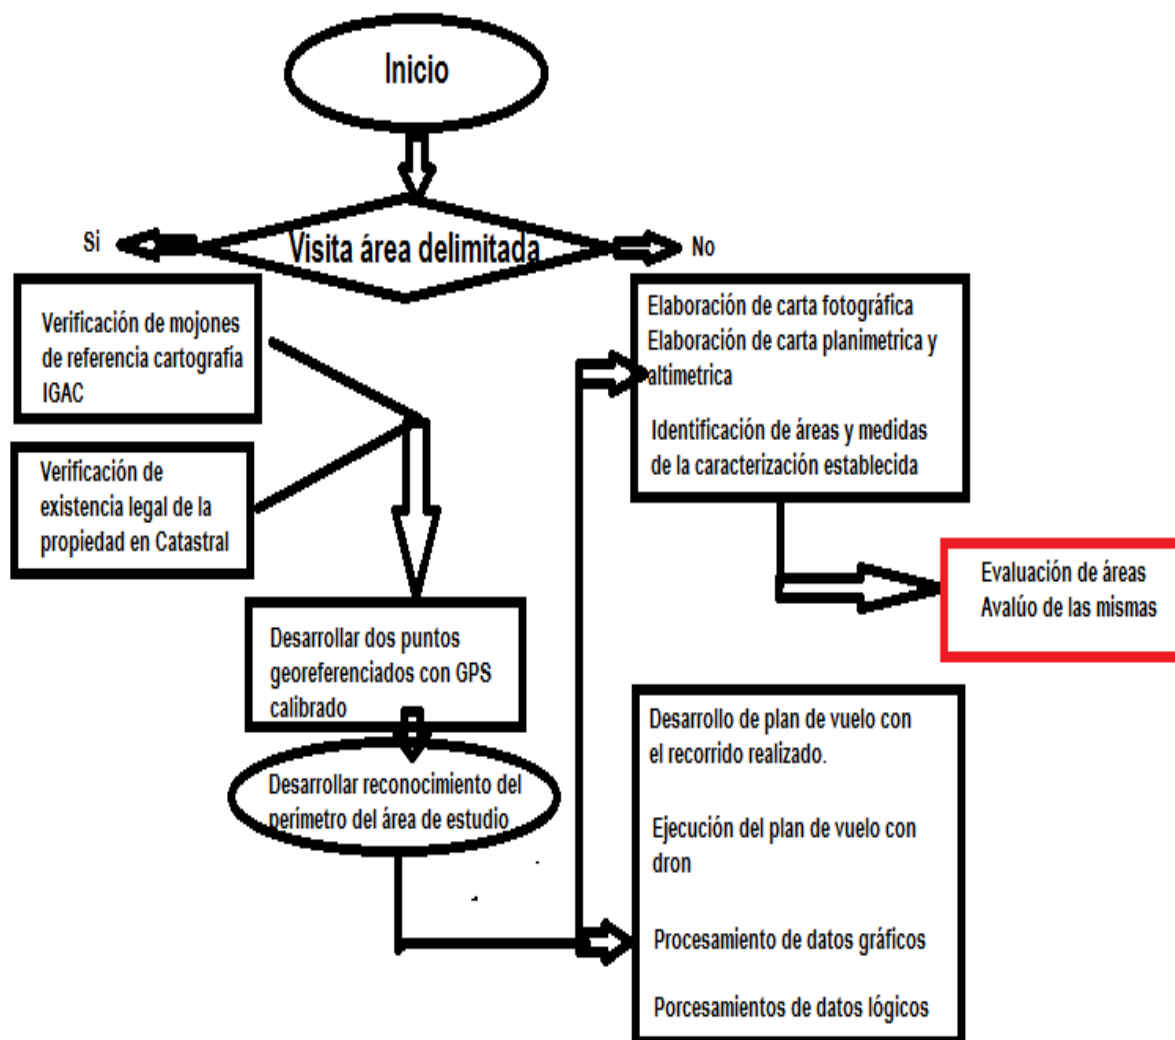 Inicio
Si
Visita área delimitada
No
Verificación de mojones
de referencia cartografía
IGAC
Verificación de
existencia legal de la
propiedad en Catastral
Desarrollar dos puntos
georeferenciados con GPS
calibrado
Desarrollar reconocimiento del
perímetro del área de estudio
Elaboración de carta fotográfica
Elaboración de carta planimetrica y
altimetrica
Identificación de áreas y medidas
de la caracterización establecida
Evaluación de áreas
Avalúo de las mismas
Desarrollo de plan de vuelo con
el recorrido realizado.
Ejecución del plan de vuelo con
dron
Procesamiento de datos gráficos
Porcesamientos de datos lógicos